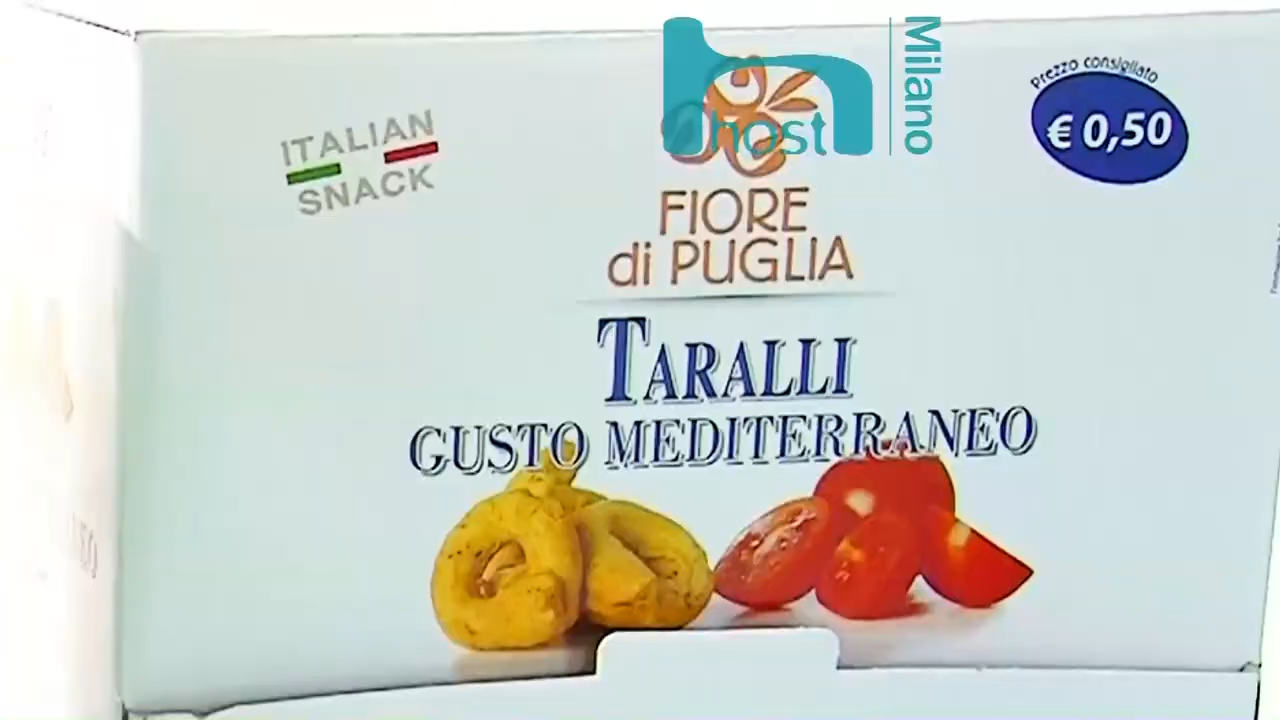 host
Milano
Prezzo consigliato
€ 0,50
ITALIAN
SNACK
FIORE
di PUGLIA
TARALLI
GUSTO MEDITERRANEO